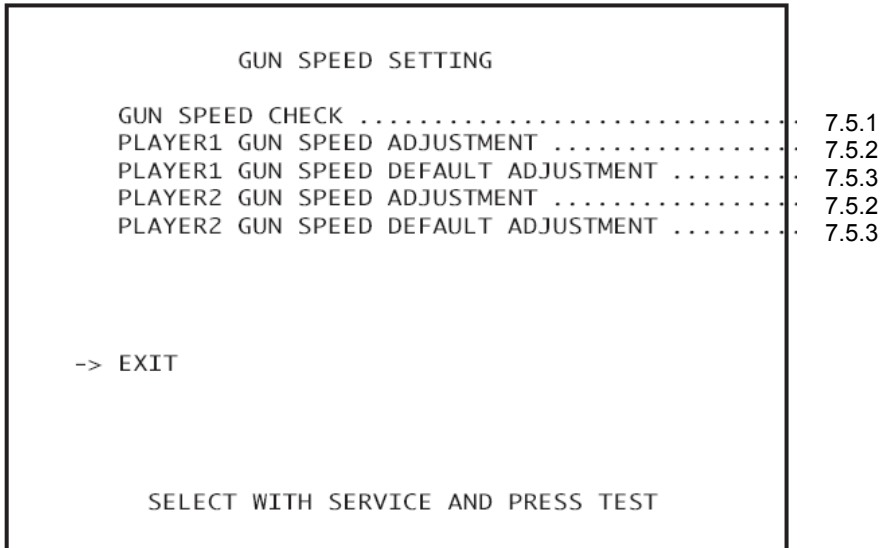 GUN SPEED SETTING
GUN SPEED CHECK .............................. 7.5.1
PLAYER1 GUN SPEED ADJUSTMENT ................. 7.5.2
PLAYER1 GUN SPEED DEFAULT ADJUSTMENT ......... 7.5.3
PLAYER2 GUN SPEED ADJUSTMENT ................. 7.5.2
PLAYER2 GUN SPEED DEFAULT ADJUSTMENT ......... 7.5.3
-> EXIT
SELECT WITH SERVICE AND PRESS TEST